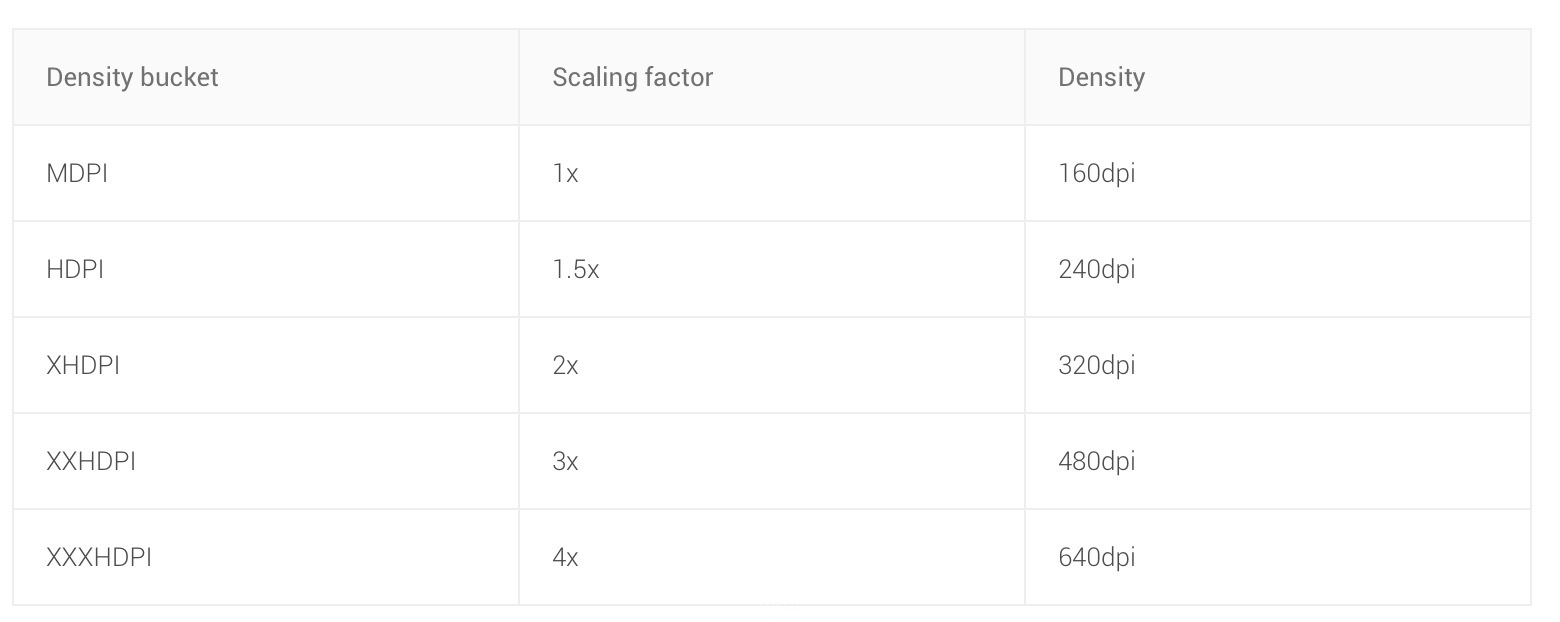 Density bucket Scaling factor Density
MDPI 1x 160dpi
HDPI 1.5x 240dpi
XHDPI 2x 320dpi
XXHDPI 3x 480dpi
XXXHDPI 4x 640dpi